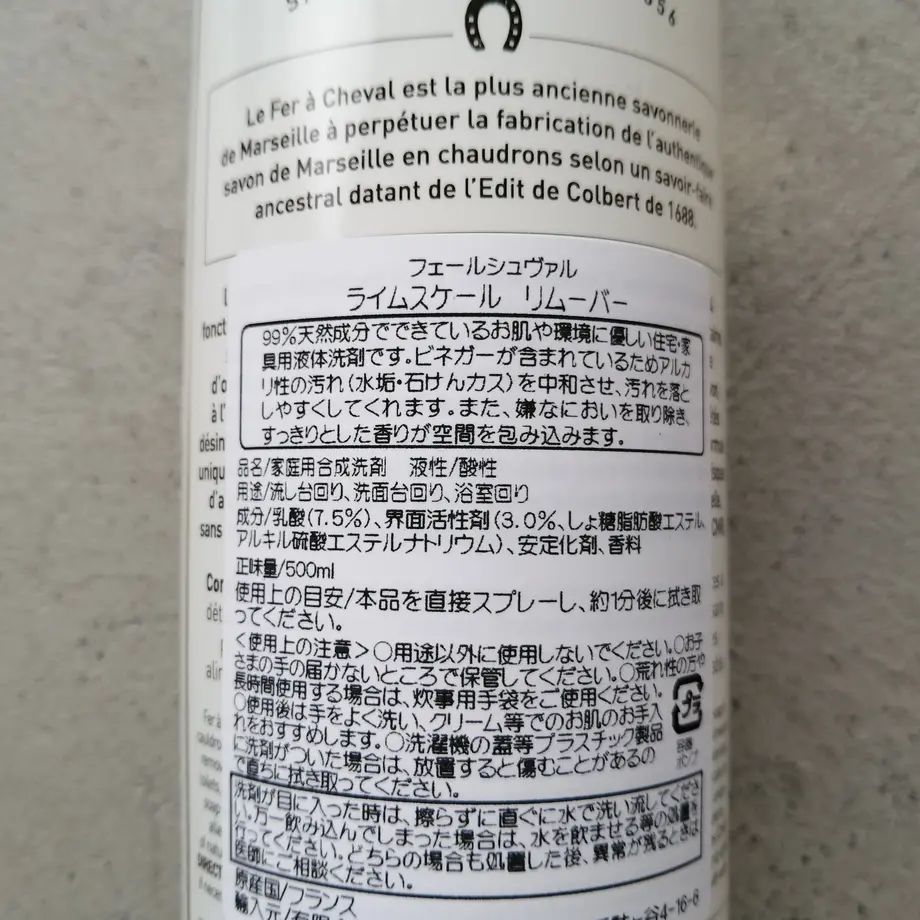 Le Fer à Cheval est la plus ancienne savonnerie
de Marseille à perpétuer la fabrication de l'authentique
savon de Marseille en chaudrons selon un savoir-faire
ancestral datant de l'Edit de Colbert de 1688.
フェールシュヴァル
ライムスケール リムーバー
99%天然成分でできているお肌や環境に優しい住宅・家
具用液体洗剤です。ビネガーが含まれているためアルカ
リ性の汚れ(水垢・石けんカス)を中和させ、汚れを落と
しやすくしてくれます。また、嫌なにおいを取り除き、
すっきりとした香りが空間を包み込みます。
品名/家庭用合成洗剤 液性/酸性
用途/流し台回り、洗面台回り、浴室回り
成分/乳酸(7.5%)、界面活性剤(3.0%、しょ糖脂肪酸エステル、
アルキル硫酸エステルナトリウム)、安定化剤、香料
正味量/500ml
使用上の目安/本品を直接スプレーし、約1分後に拭き取
ってください。
<使用上の注意>○用途以外に使用しないでください。○お子
さまの手の届かないところで保管してください。○荒れ性の方や
長時間使用する場合は、炊事用手袋をご使用ください。
○使用後は手をよく洗い、クリーム等でのお肌のお手入
れをおすすめします。○洗濯機の蓋等プラスチック製品
に洗剤がついた場合は、放置すると傷むことがあるの
で直ちに拭き取ってください。
プラ
容器
ポンプ
洗剤が目に入った時は、擦らずに直ぐに水で洗い流してくださ
い。万一飲み込んでしまった場合は、水を飲ませる等の処置を
行ってください。どちらの場合も処置した後、異常が残るときは
医師にご相談ください。
原産国/フランス
輸入元/有限
4-16-6
fonct
d'o
à l'
désin
uniqu
d'a
sans
Con
dét
alim
DIRECT